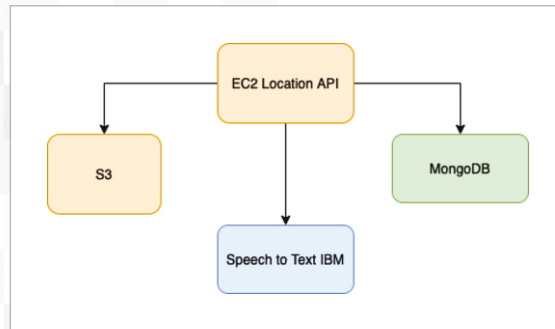 EC2 Location API
S3
MongoDB
Speech to Text IBM